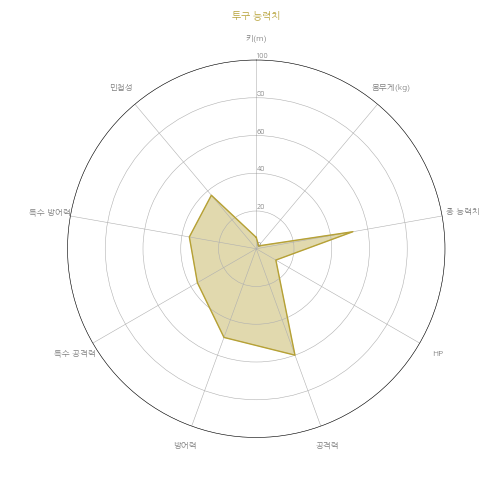 투구 능력치
키(m)
100
민첩성
몸무게(kg)
80
60
40
특수 방어력
총 능력치
20
0
특수 공격력
HP
방어력
공격력